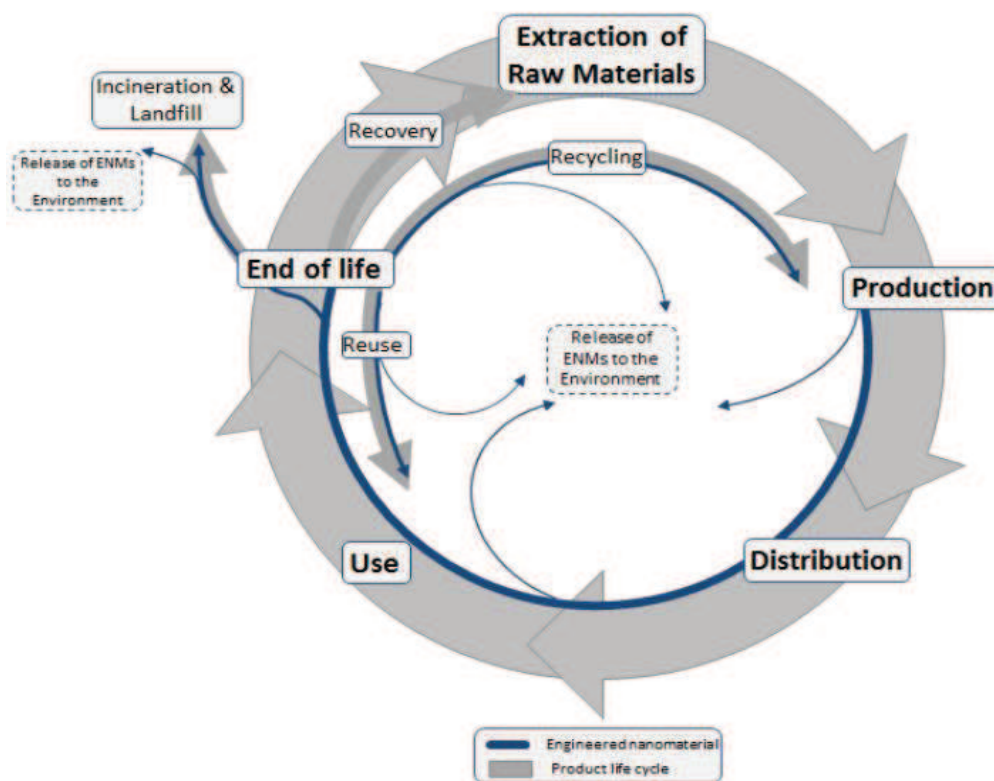 Extraction of
Raw Materials
Incineration &
Landfill
Recovery
Release of ENMs
to the
Environment
Recycling
End of life
Production
Reuse
Release of
ENMs to the
Environment
Use
Distribution
Engineered nanomaterial
Product life cycle